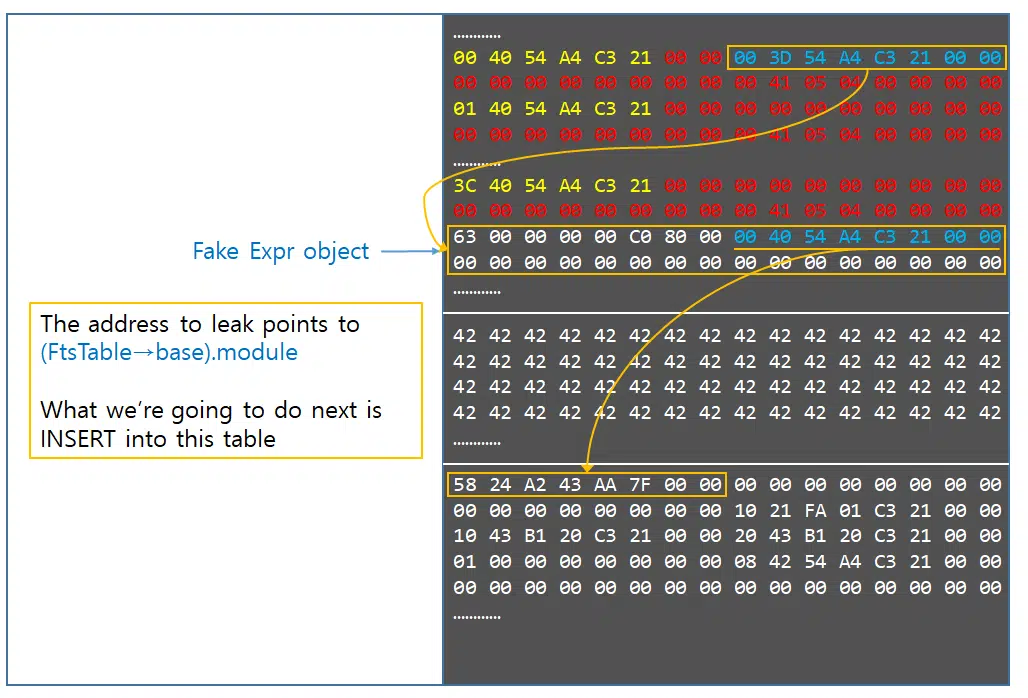 ............
00 40 54 A4 C3 21 00 00 00 3D 54 A4 C3 21 00 00
00 00 00 00 00 00 00 00 00 41 05 04 00 00 00 00
01 40 54 A4 C3 21 00 00 00 00 00 00 00 00 00 00
00 00 00 00 00 00 00 00 00 41 05 04 00 00 00 00
............
3C 40 54 A4 C3 21 00 00 00 00 00 00 00 00 00 00
00 00 00 00 00 00 00 00 00 41 05 04 00 00 00 00
63 00 00 00 00 C0 80 00 00 40 54 A4 C3 21 00 00
Fake Expr object
00 00 00 00 00 00 00 00 00 00 00 00 00 00 00 00
............
The address to leak points to
(FtsTable→base).module
What we're going to do next is
INSERT into this table
42 42 42 42 42 42 42 42 42 42 42 42 42 42 42 42
42 42 42 42 42 42 42 42 42 42 42 42 42 42 42 42
42 42 42 42 42 42 42 42 42 42 42 42 42 42 42 42
42 42 42 42 42 42 42 42 42 42 42 42 42 42 42 42
............
58 24 A2 43 AA 7F 00 00 00 00 00 00 00 00 00 00
00 00 00 00 00 00 00 00 10 21 FA 01 C3 21 00 00
10 43 B1 20 C3 21 00 00 20 43 B1 20 C3 21 00 00
01 00 00 00 00 00 00 00 08 42 54 A4 C3 21 00 00
00 00 00 00 00 00 00 00 00 00 00 00 00 00 00 00
............